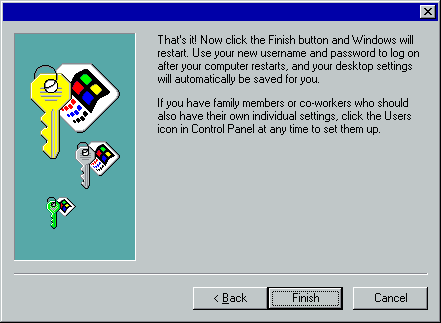 That's it! Now click the Finish button and Windows will
restart. Use your new username and password to log on
after your computer restarts, and your desktop settings
will automatically be saved for you.
If you have family members or co-workers who should
also have their own individual settings, click the Users
icon in Control Panel at any time to set them up.
< Back
Finish
Cancel